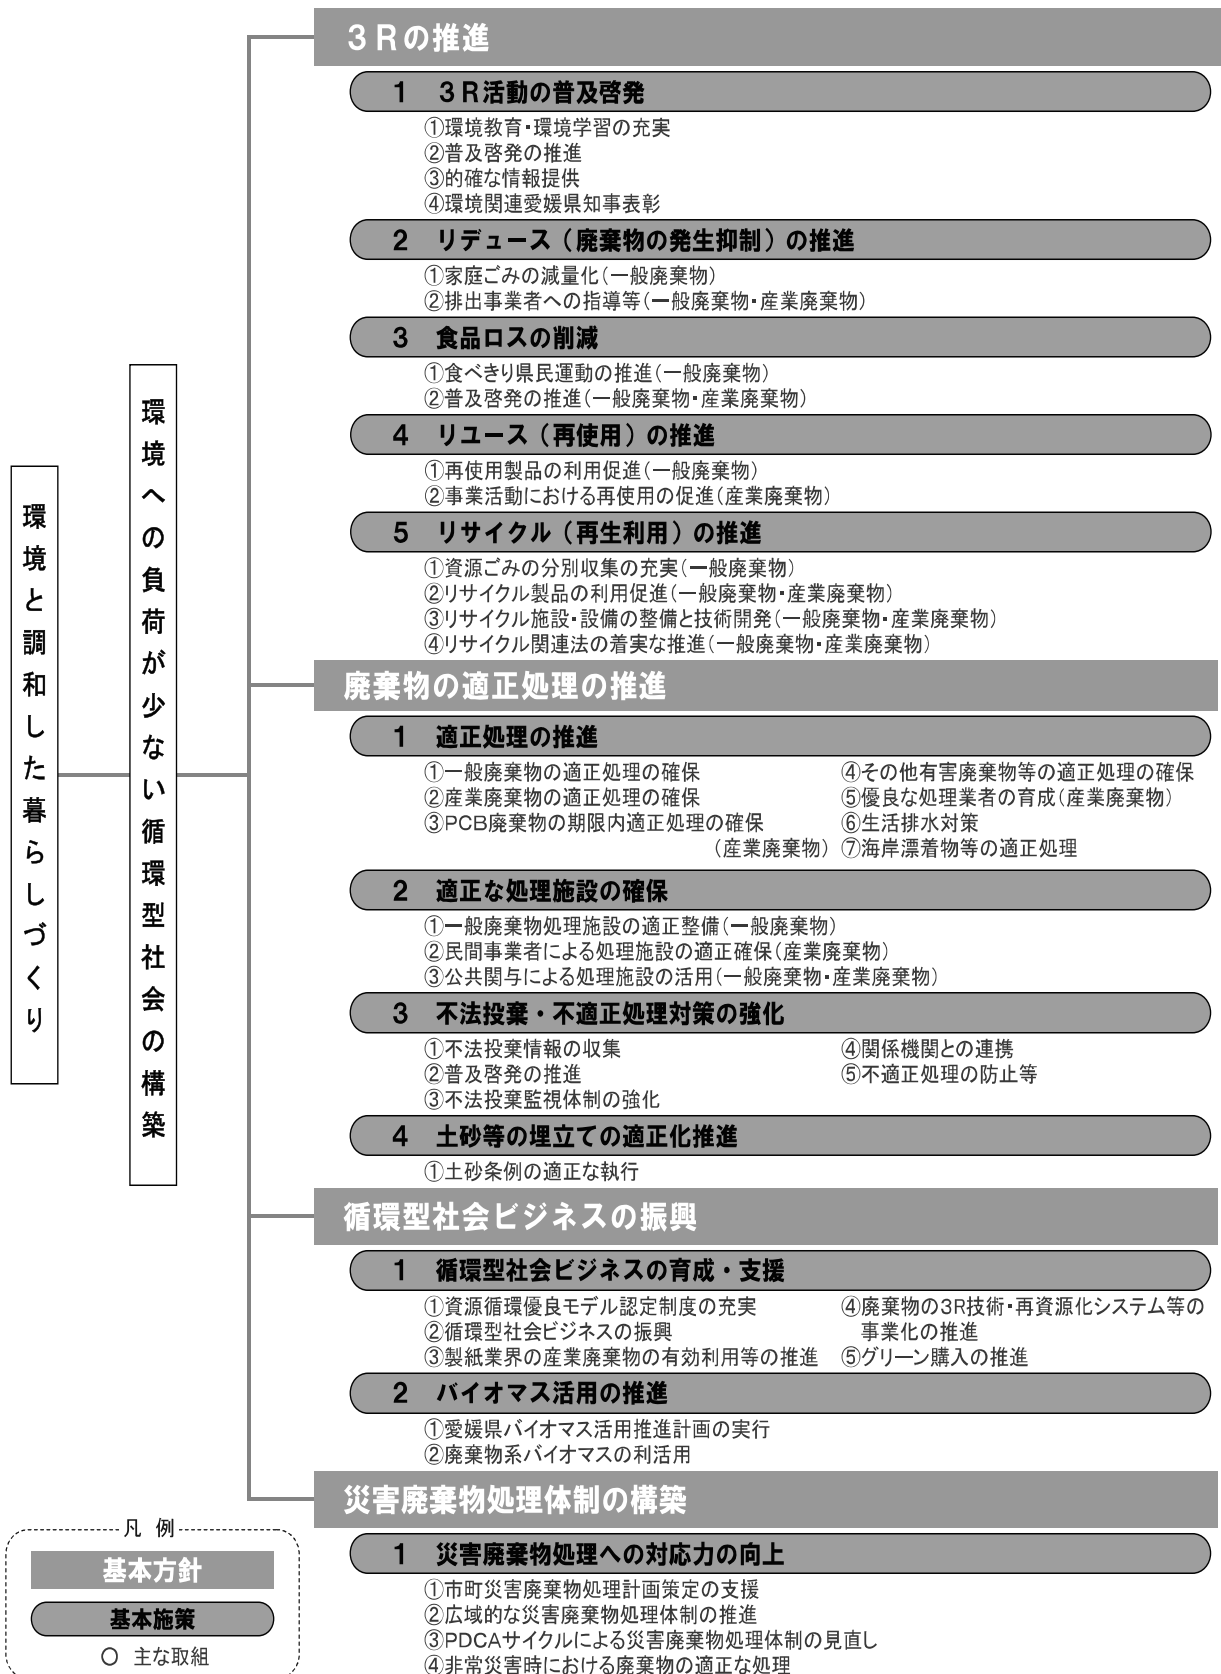 環境と調和した暮らしづくり
環境への負荷が少ない循環型社会の構築
３Ｒの推進
1 ３Ｒ活動の普及啓発
①環境教育・環境学習の充実
②普及啓発の推進
③的確な情報提供
④環境関連愛媛県知事表彰
2 リデュース（廃棄物の発生抑制）の推進
①家庭ごみの減量化(一般廃棄物)
②排出事業者への指導等(一般廃棄物・産業廃棄物)
3 食品ロスの削減
①食べきり県民運動の推進(一般廃棄物)
②普及啓発の推進(一般廃棄物・産業廃棄物)
4 リユース（再使用）の推進
①再使用製品の利用促進(一般廃棄物)
②事業活動における再使用の促進(産業廃棄物)
5 リサイクル（再生利用）の推進
①資源ごみの分別収集の充実(一般廃棄物)
②リサイクル製品の利用促進(一般廃棄物・産業廃棄物)
③リサイクル施設・設備の整備と技術開発(一般廃棄物・産業廃棄物)
④リサイクル関連法の着実な推進(一般廃棄物・産業廃棄物)
廃棄物の適正処理の推進
1 適正処理の推進
①一般廃棄物の適正処理の確保
②産業廃棄物の適正処理の確保
③PCB廃棄物の期限内適正処理の確保
(産業廃棄物)
④その他有害廃棄物等の適正処理の確保
⑤優良な処理業者の育成(産業廃棄物)
⑥生活排水対策
⑦海岸漂着物等の適正処理
2 適正な処理施設の確保
①一般廃棄物処理施設の適正整備(一般廃棄物)
②民間事業者による処理施設の適正確保(産業廃棄物)
③公共関与による処理施設の活用(一般廃棄物・産業廃棄物)
3 不法投棄・不適正処理対策の強化
①不法投棄情報の収集
②普及啓発の推進
③不法投棄監視体制の強化
④関係機関との連携
⑤不適正処理の防止等
4 土砂等の埋立ての適正化推進
①土砂条例の適正な執行
循環型社会ビジネスの振興
1 循環型社会ビジネスの育成・支援
①資源循環優良モデル認定制度の充実
②循環型社会ビジネスの振興
③製紙業界の産業廃棄物の有効利用等の推進
④廃棄物の3R技術・再資源化システム等の
事業化の推進
⑤グリーン購入の推進
2 バイオマス活用の推進
①愛媛県バイオマス活用推進計画の実行
②廃棄物系バイオマスの利活用
災害廃棄物処理体制の構築
1 災害廃棄物処理への対応力の向上
①市町災害廃棄物処理計画策定の支援
②広域的な災害廃棄物処理体制の推進
③PDCAサイクルによる災害廃棄物処理体制の見直し
④非常災害時における廃棄物の適正な処理
凡 例
基本方針
基本施策
○ 主な取組